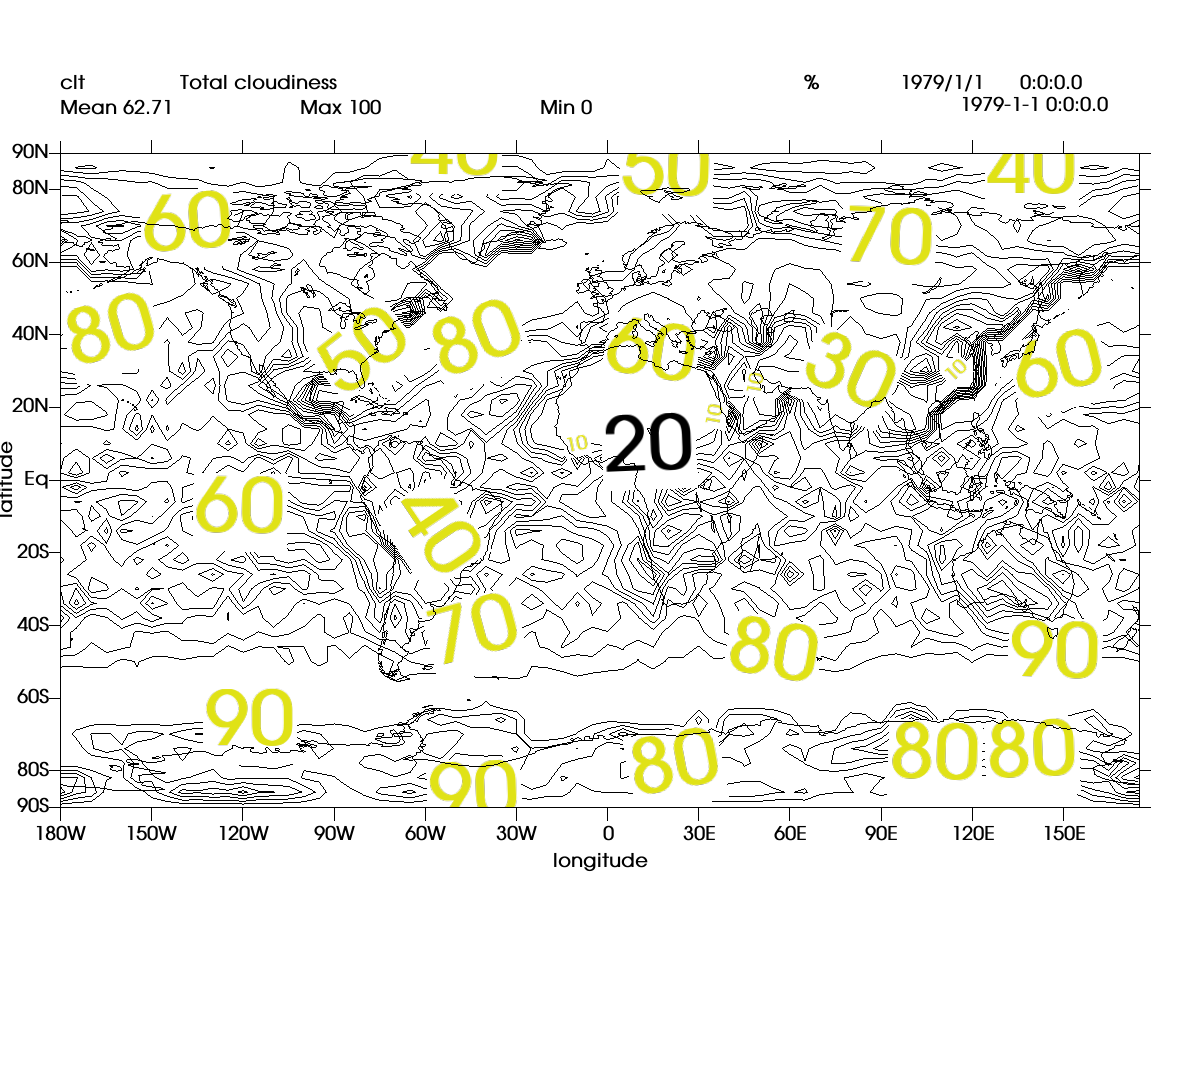 clt Total cloudiness % 1979/1/1 0:0:0.0
Mean 62.71 Max 100 Min 0 1979-1-1 0:0:0.0
90N
40 50 40
80N
60 70
60N
80 50 80 60 30 60
40N
10 10
20N
10 10 20
Eq
60 40
20S
70 80 90
40S
60S
90 80 80 80
80S
90
90S
180W 150W 120W 90W 60W 30W 0 30E 60E 90E 120E 150E
longitude
latitude